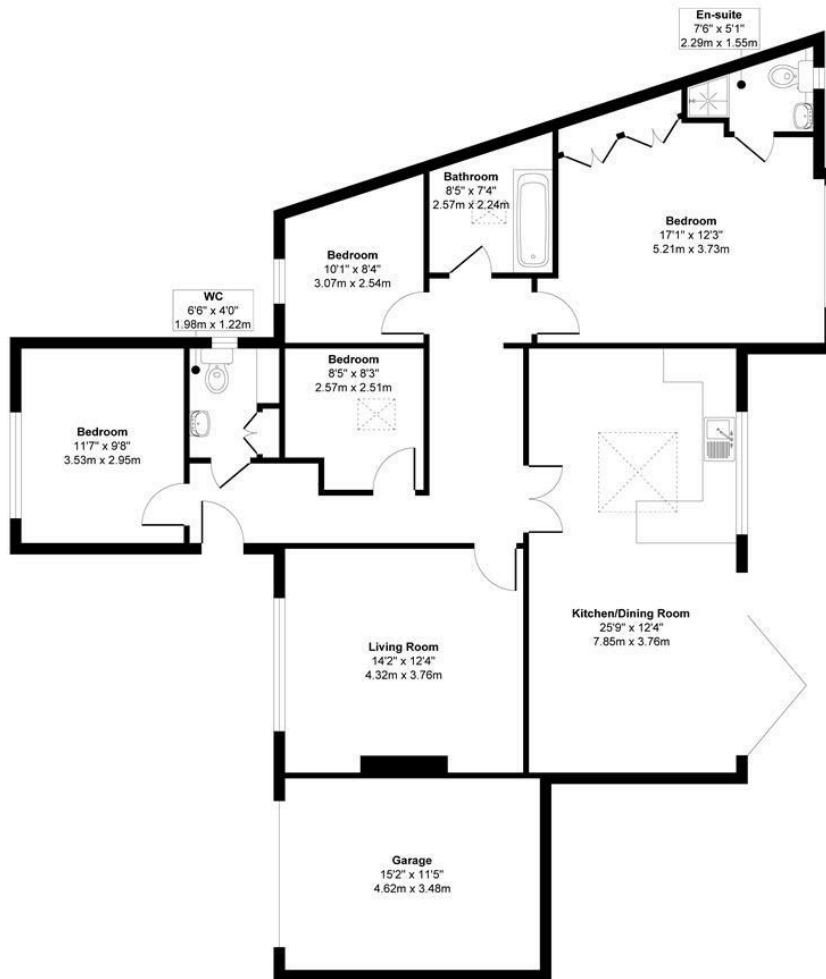 En-suite
7'6" x 5'1"
2.29m x 1.55m
Bathroom
8'5" x 7'4"
2.57m x 2.24m
Bedroom
17'1" x 12'3"
5.21m x 3.73m
Bedroom
10'1" x 8'4"
3.07m x 2.54m
WC
6'6" x 4'0"
1.98m x 1.22m
Bedroom
8'5" x 8'3"
2.57m x 2.51m
Bedroom
11'7" x 9'8"
3.53m x 2.95m
Kitchen/Dining Room
25'9" x 12'4"
7.85m x 3.76m
Living Room
14'2" x 12'4"
4.32m x 3.76m
Garage
15'2" x 11'5"
4.62m x 3.48m